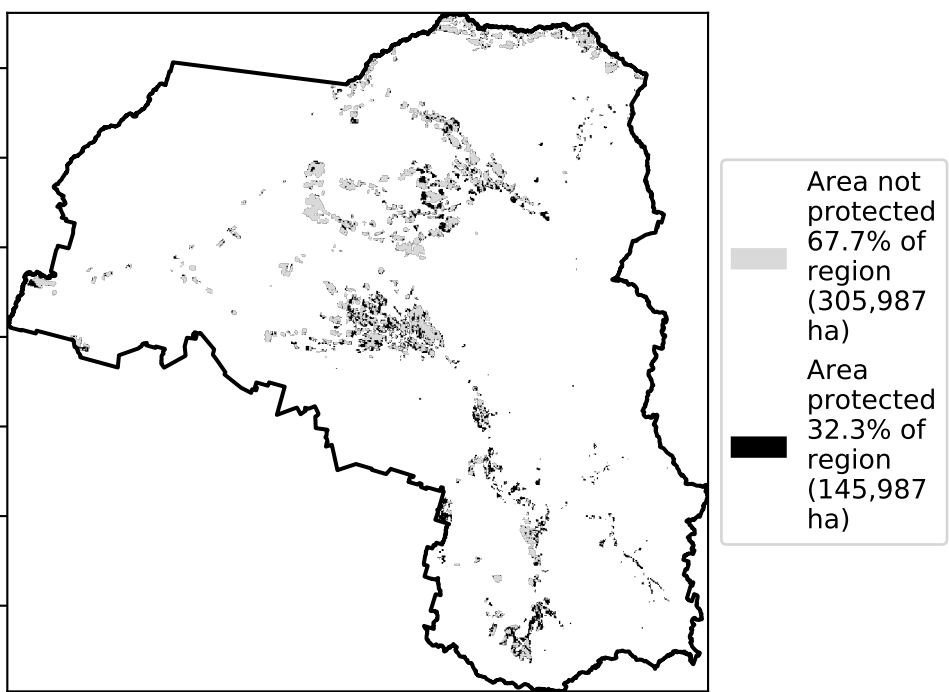 Area not
protected
67.7% of
region
(305,987
ha)
Area
protected
32.3% of
region
(145,987
ha)